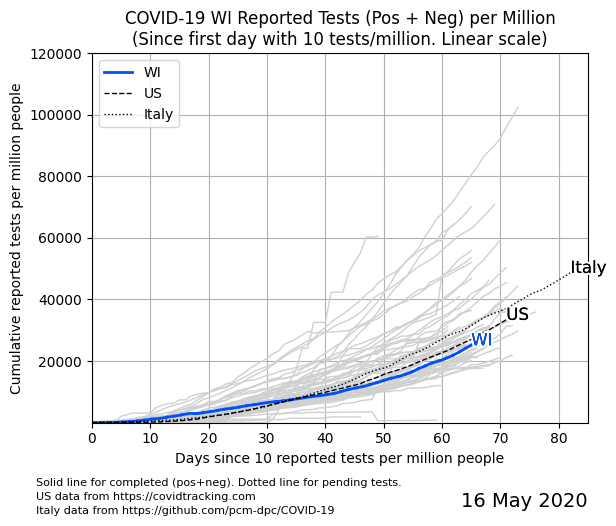 COVID-19 WI Reported Tests (Pos + Neg) per Million
(Since first day with 10 tests/million. Linear scale)
120000
100000
80000
60000
40000
20000
Cumulative reported tests per million people
WI
US
Italy
Italy
US
WI
0 10 20 30 40 50 60 70 80
Days since 10 reported tests per million people
Solid line for completed (pos+neg). Dotted line for pending tests.
US data from https://covidtracking.com
Italy data from https://github.com/pcm-dpc/COVID-19
16 May 2020